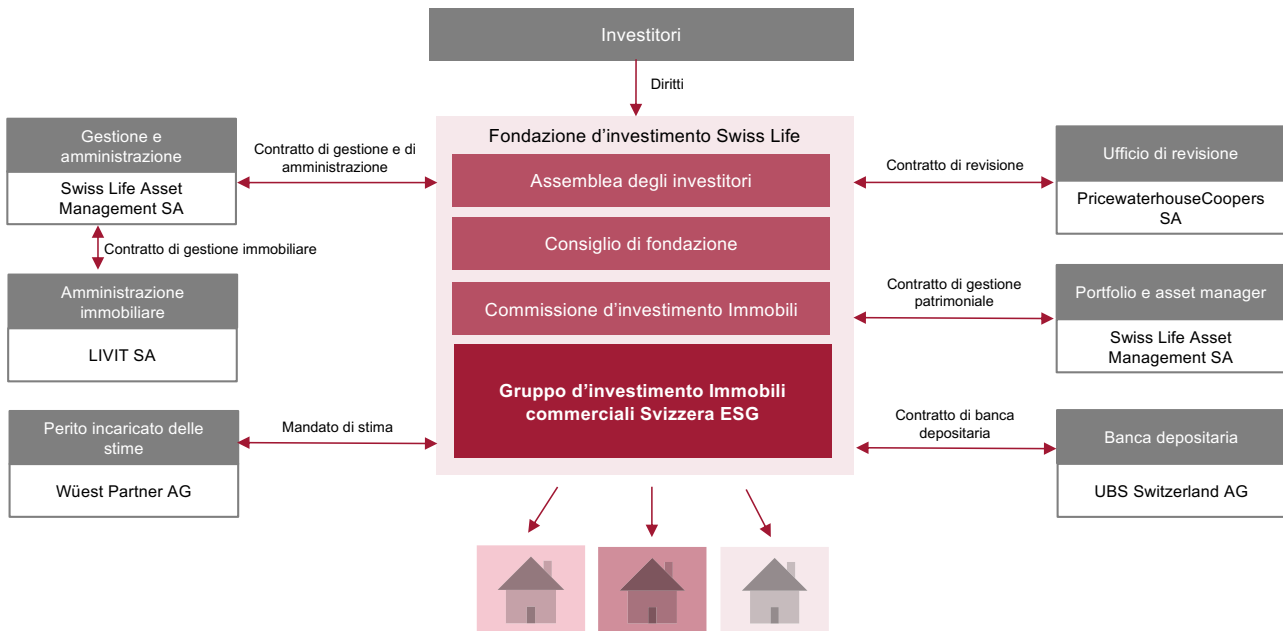 Investitori
Diritti
Gestione e
amministrazione
Swiss Life Asset
Management SA
Contratto di gestione e di
amministrazione
Contratto di gestione immobiliare
Amministrazione
immobiliare
LIVIT SA
Perito incaricato delle
stime
Wüest Partner AG
Mandato di stima
Fondazione d’investimento Swiss Life
Assemblea degli investitori
Consiglio di fondazione
Commissione d’investimento Immobili
Gruppo d’investimento Immobili
commerciali Svizzera ESG
Contratto di revisione
Ufficio di revisione
PricewaterhouseCoopers
SA
Contratto di gestione
patrimoniale
Portfolio e asset manager
Swiss Life Asset
Management SA
Contratto di banca
depositaria
Banca depositaria
UBS Switzerland AG